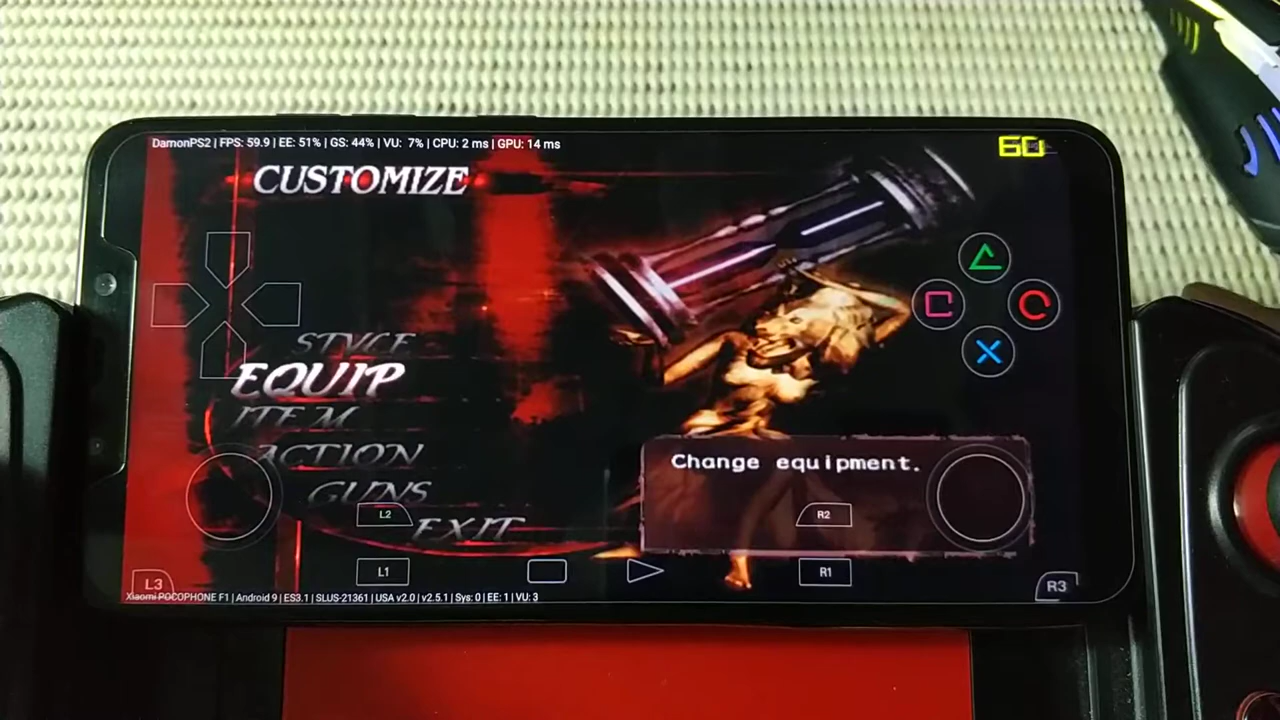 DamonPS2 | FPS: 59.9 | EE: 51% | GS: 44% | VU: 7% | CPU: 2 ms | GPU: 14 ms
60
CUSTOMIZE
STYLE
EQUIP
ITEM
ACTION
GUNS
EXIT
Change equipment.
L2
R2
L1
R1
L3
R3
Xiaomi POCOPHONE F1 | Android 9 | ES3.1 | SLUS-21361 | USA v2.0 | v2.5.1 | Sys: 0 | EE: 1 | VU: 3